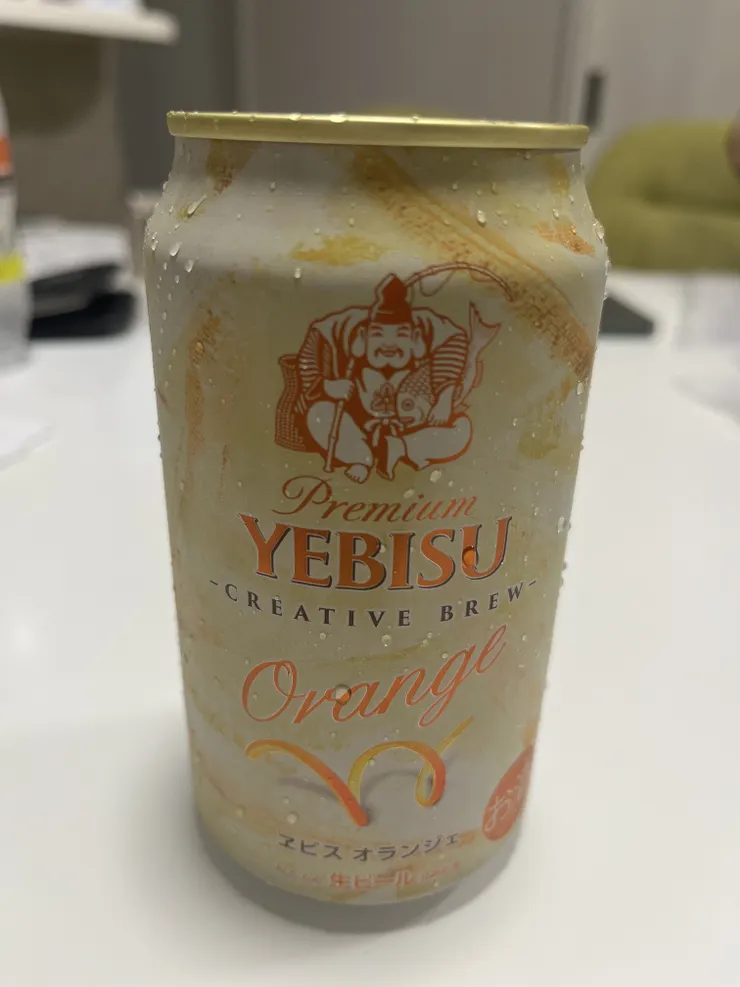 Premium
YEBISU
-CREATIVE BREW-
Orange
ヱビス オランジェ
生ビール